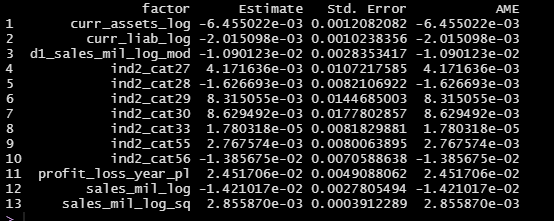 factor Estimate Std. Error AME
1 curr_assets_log -6.455022e-03 0.0012082082 -6.455022e-03
2 curr_liab_log -2.015098e-03 0.0010238356 -2.015098e-03
3 d1_sales_mil_log_mod -1.090123e-02 0.0028353417 -1.090123e-02
4 ind2_cat27 4.171636e-03 0.0107217585 4.171636e-03
5 ind2_cat28 -1.626693e-03 0.0082106922 -1.626693e-03
6 ind2_cat29 8.315055e-03 0.0144685003 8.315055e-03
7 ind2_cat30 8.629492e-03 0.0177802857 8.629492e-03
8 ind2_cat33 1.780318e-05 0.0081829881 1.780318e-05
9 ind2_cat55 2.767574e-03 0.0080063895 2.767574e-03
10 ind2_cat56 -1.385675e-02 0.0070588638 -1.385675e-02
11 profit_loss_year_pl 2.451706e-02 0.0049088062 2.451706e-02
12 sales_mil_log -1.421017e-02 0.0027805494 -1.421017e-02
13 sales_mil_log_sq 2.855870e-03 0.0003912289 2.855870e-03
>